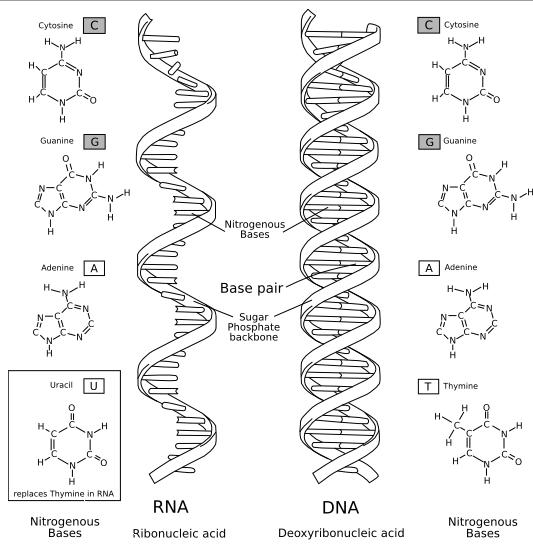 Cytosine C
Guanine G
Adenine A
Uracil U
replaces Thymine in RNA
Nitrogenous
Bases
Nitrogenous
Bases
Base pair
Sugar
Phosphate
backbone
RNA
Ribonucleic acid
DNA
Deoxyribonucleic acid
C Cytosine
G Guanine
A Adenine
T Thymine
Nitrogenous
Bases